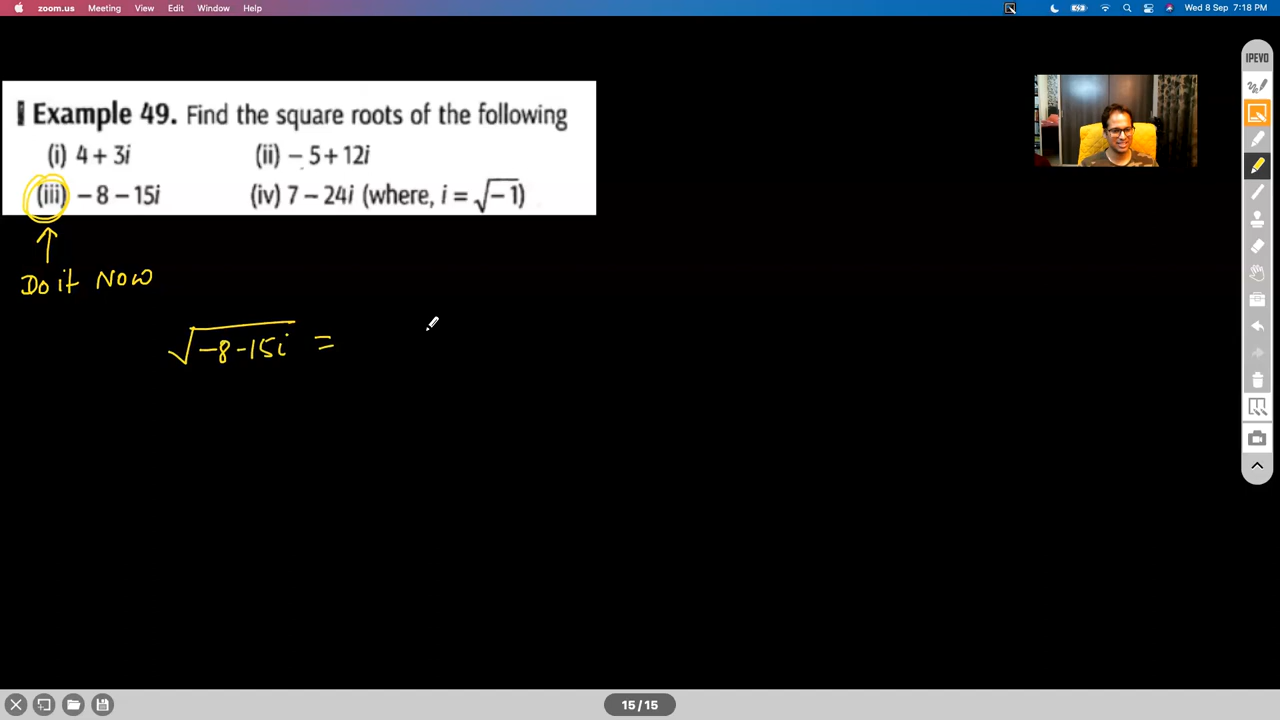 zoom.us Meeting View Edit Window Help Wed 8 Sep 7:18 PM
IPEVO
Example 49. Find the square roots of the following
(i) 4 + 3i (ii) – 5 + 12i
(iii) – 8 – 15i (iv) 7 – 24i (where, i = √–1)
↑
Do it Now
√-8-15i =
15 / 15